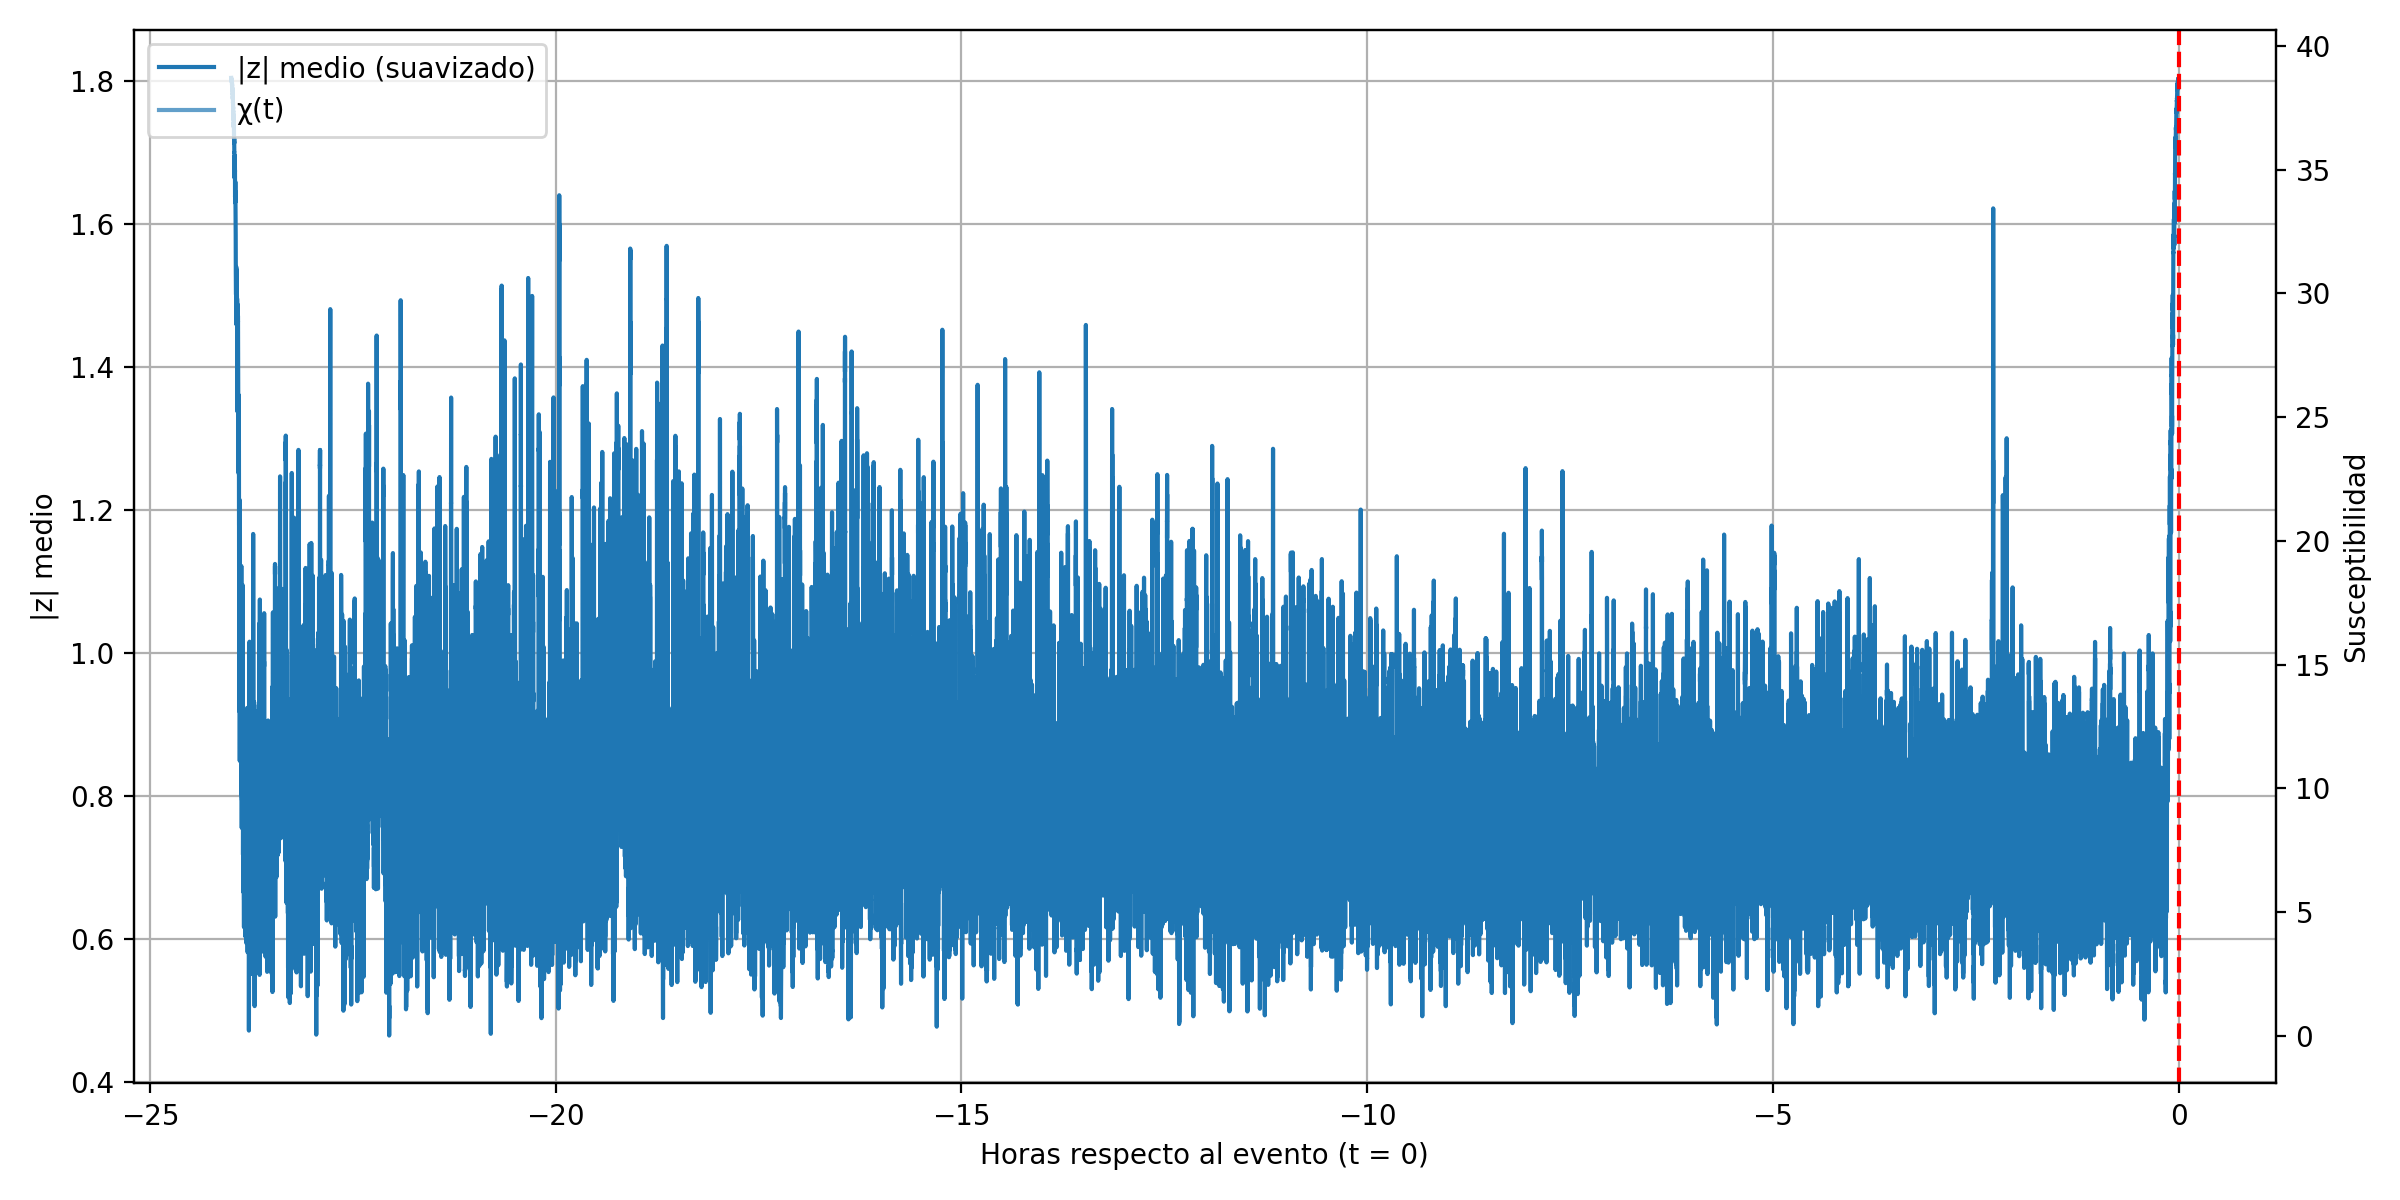 |z| medio (suavizado)
χ(t)
1.8
1.6
1.4
1.2
1.0
0.8
0.6
0.4
|z| medio
40
35
30
25
20
15
10
5
0
Susceptibilidad
−25 −20 −15 −10 −5 0
Horas respecto al evento (t = 0)